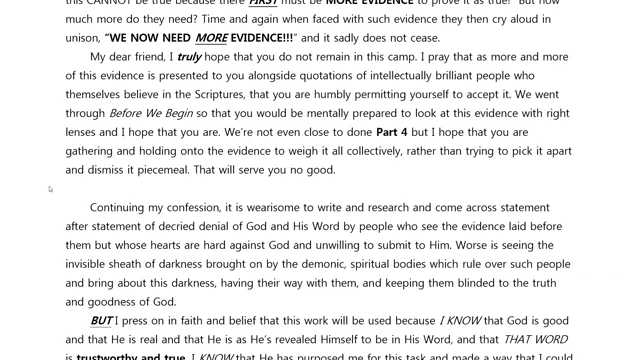 this CANNOT be true because there FIRST must be MORE EVIDENCE to prove it as true!" But how
much more do they need? Time and again when faced with such evidence they then cry aloud in
unison, “WE NOW NEED MORE EVIDENCE!!!” and it sadly does not cease.
My dear friend, I truly hope that you do not remain in this camp. I pray that as more and more
of this evidence is presented to you alongside quotations of intellectually brilliant people who
themselves believe in the Scriptures, that you are humbly permitting yourself to accept it. We went
through Before We Begin so that you would be mentally prepared to look at this evidence with right
lenses and I hope that you are. We’re not even close to done Part 4 but I hope that you are
gathering and holding onto the evidence to weigh it all collectively, rather than trying to pick it apart
and dismiss it piecemeal. That will serve you no good.
Continuing my confession, it is wearisome to write and research and come across statement
after statement of decried denial of God and His Word by people who see the evidence laid before
them but whose hearts are hard against God and unwilling to submit to Him. Worse is seeing the
invisible sheath of darkness brought on by the demonic, spiritual bodies which rule over such people
and bring about this darkness, having their way with them, and keeping them blinded to the truth
and goodness of God.
BUT I press on in faith and belief that this work will be used because I KNOW that God is good
and that He is real and that He is as He’s revealed Himself to be in His Word, and that THAT WORD
is trustworthy and true. I KNOW that He has purposed me for this task and made a way that I could